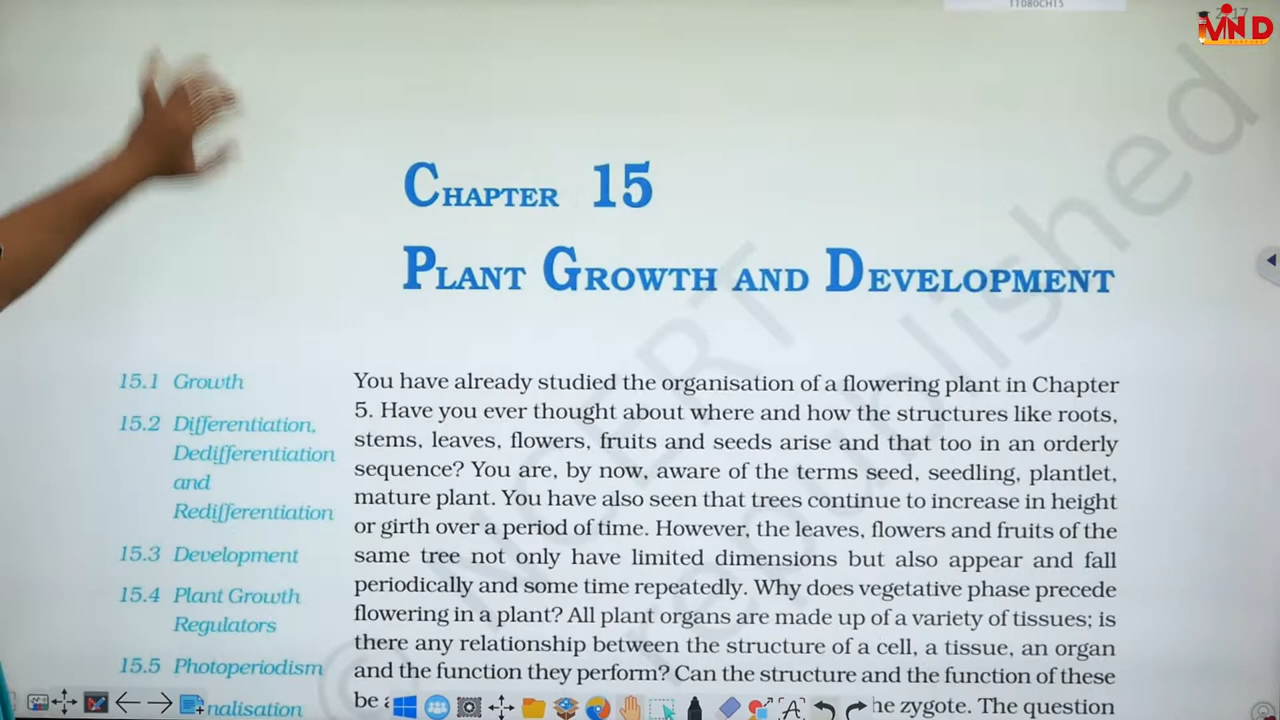 11080CH15
2:17
MIND
CHAPTER 15
PLANT GROWTH AND DEVELOPMENT
15.1 Growth
15.2 Differentiation,
Dedifferentiation
and
Redifferentiation
15.3 Development
15.4 Plant Growth
Regulators
15.5 Photoperiodism
nalisation
You have already studied the organisation of a flowering plant in Chapter
5. Have you ever thought about where and how the structures like roots,
stems, leaves, flowers, fruits and seeds arise and that too in an orderly
sequence? You are, by now, aware of the terms seed, seedling, plantlet,
mature plant. You have also seen that trees continue to increase in height
or girth over a period of time. However, the leaves, flowers and fruits of the
same tree not only have limited dimensions but also appear and fall
periodically and some time repeatedly. Why does vegetative phase precede
flowering in a plant? All plant organs are made up of a variety of tissues; is
there any relationship between the structure of a cell, a tissue, an organ
and the function they perform? Can the structure and the function of these
be
he zygote. The question
© NCERT
republished